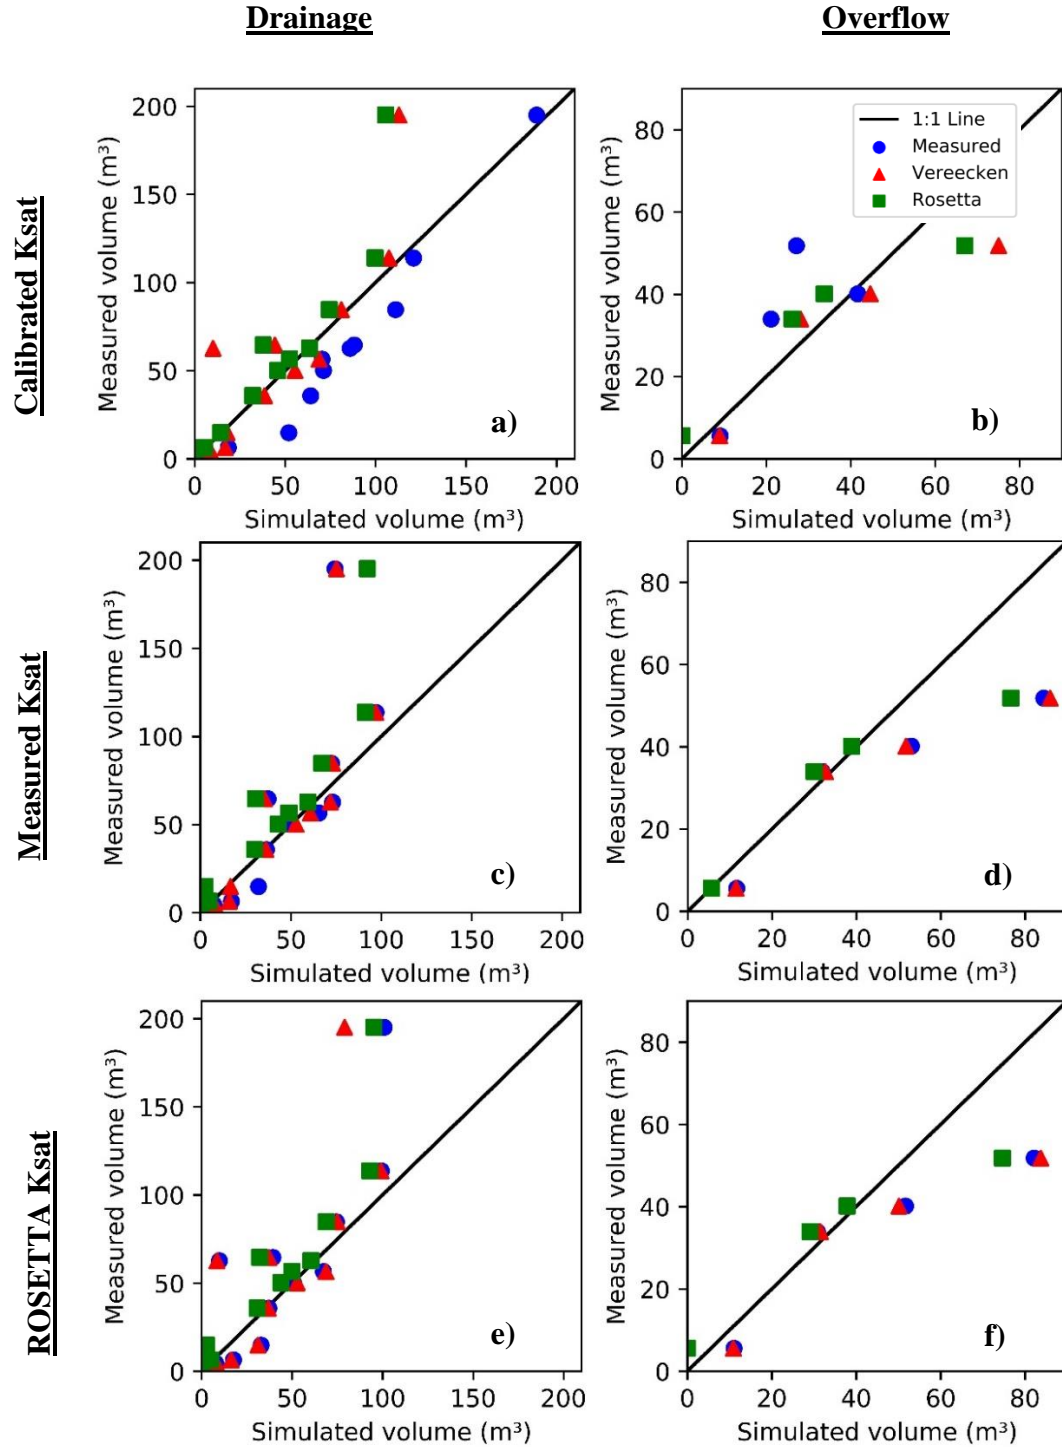 Drainage
Overflow
Calibrated Ksat
Measured volume (m³)
200
150
100
50
0
0 50 100 150 200
Simulated volume (m³)
a)
Measured volume (m³)
80
60
40
20
0
0 20 40 60 80
Simulated volume (m³)
1:1 Line
Measured
Vereecken
Rosetta
b)
Measured Ksat
Measured volume (m³)
200
150
100
50
0
0 50 100 150 200
Simulated volume (m³)
c)
Measured volume (m³)
80
60
40
20
0
0 20 40 60 80
Simulated volume (m³)
d)
ROSETTA Ksat
Measured volume (m³)
200
150
100
50
0
0 50 100 150 200
Simulated volume (m³)
e)
Measured volume (m³)
80
60
40
20
0
0 20 40 60 80
Simulated volume (m³)
f)